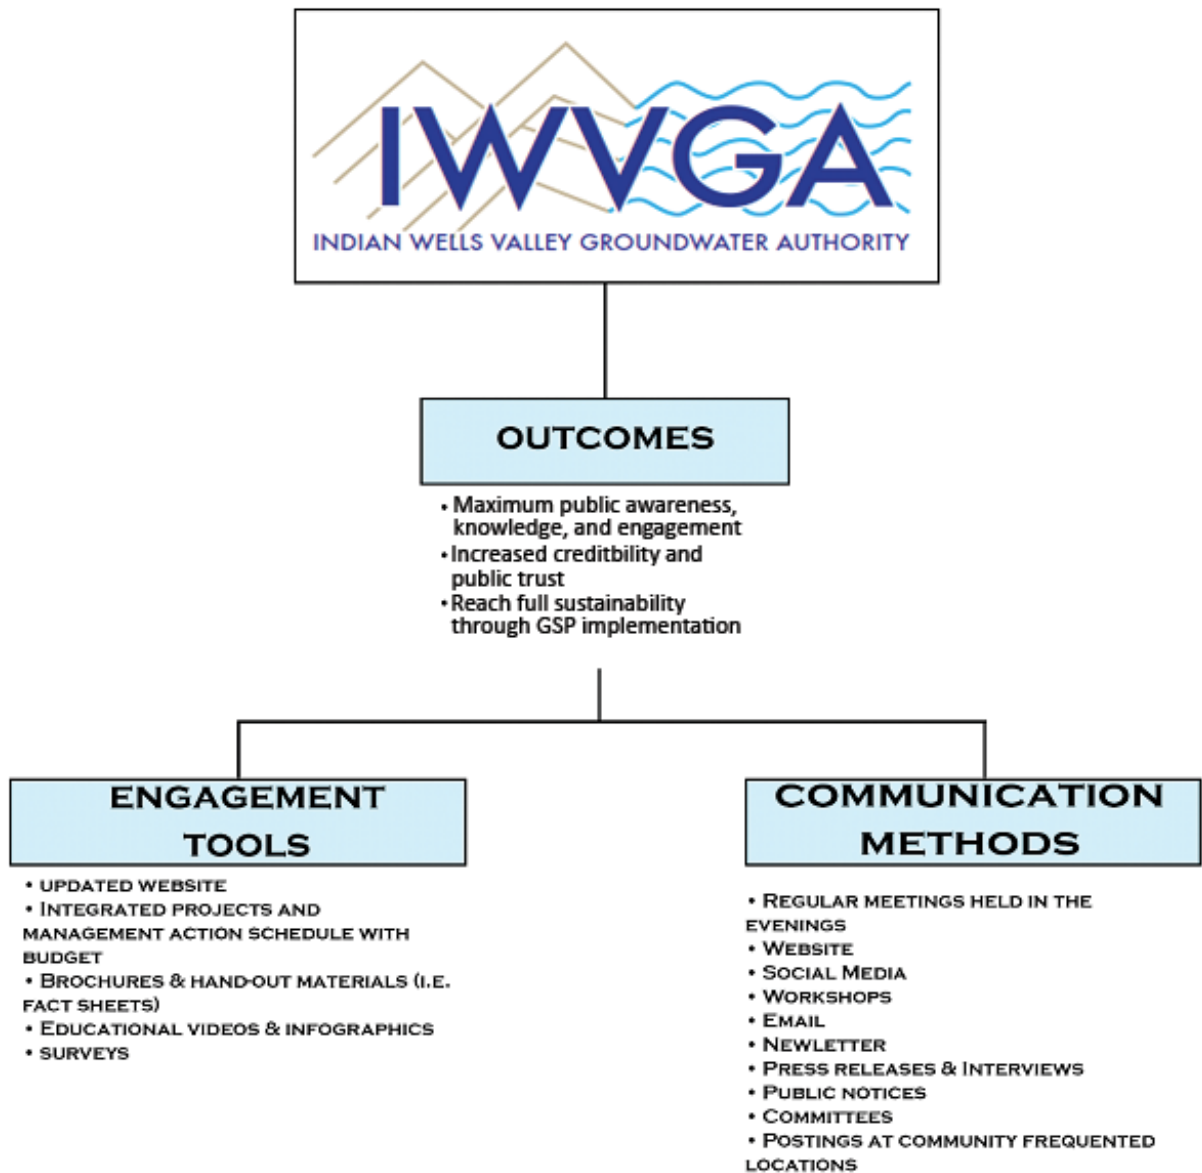 IWVGA
INDIAN WELLS VALLEY GROUNDWATER AUTHORITY
OUTCOMES
• Maximum public awareness,
knowledge, and engagement
• Increased creditbility and
public trust
• Reach full sustainability
through GSP implementation
ENGAGEMENT
TOOLS
• UPDATED WEBSITE
• INTEGRATED PROJECTS AND
MANAGEMENT ACTION SCHEDULE WITH
BUDGET
• BROCHURES & HAND-OUT MATERIALS (I.E.
FACT SHEETS)
• EDUCATIONAL VIDEOS & INFOGRAPHICS
• SURVEYS
COMMUNICATION
METHODS
• REGULAR MEETINGS HELD IN THE
EVENINGS
• WEBSITE
• SOCIAL MEDIA
• WORKSHOPS
• EMAIL
• NEWLETTER
• PRESS RELEASES & INTERVIEWS
• PUBLIC NOTICES
• COMMITTEES
• POSTINGS AT COMMUNITY FREQUENTED
LOCATIONS